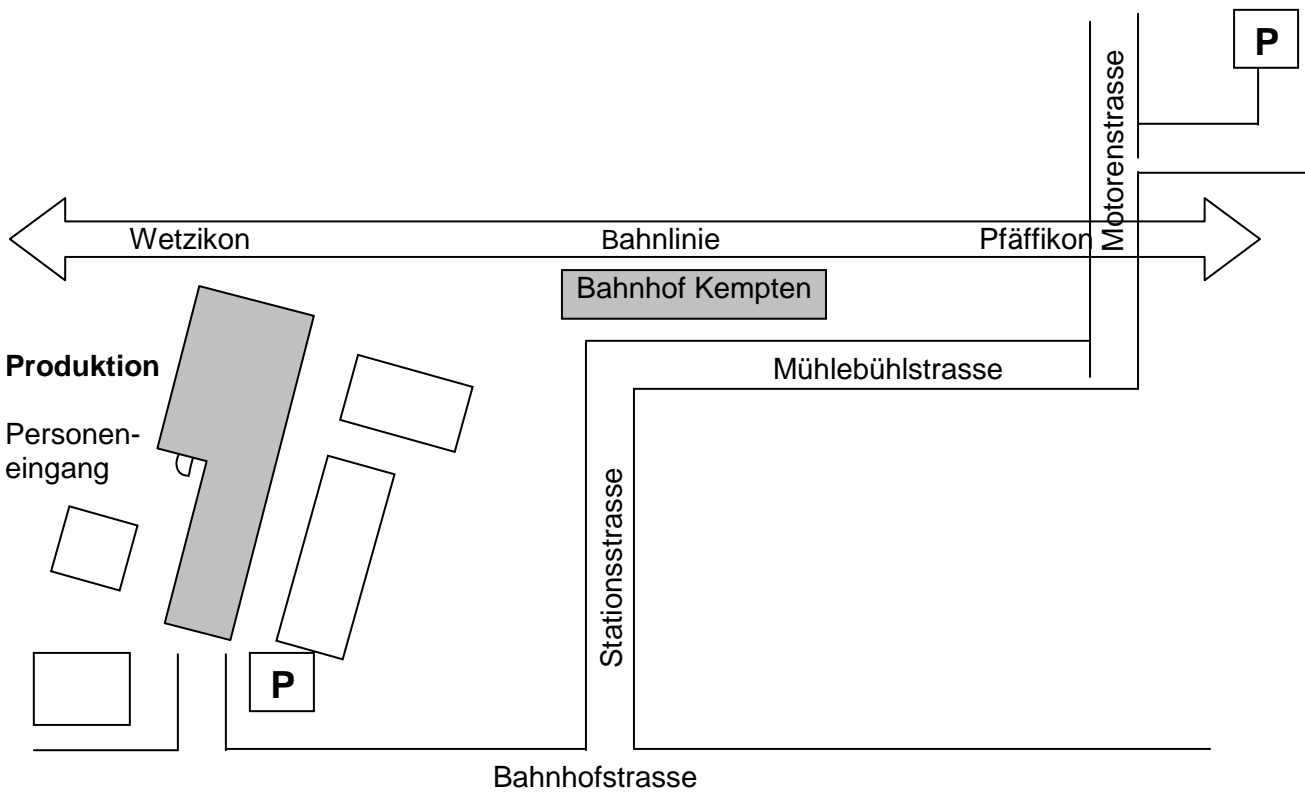 P
Motorenstrasse
Wetzikon
Bahnlinie
Pfäffikon
Bahnhof Kempten
Produktion
Mühlebühlstrasse
Personen-
eingang
Stationsstrasse
P
Bahnhofstrasse